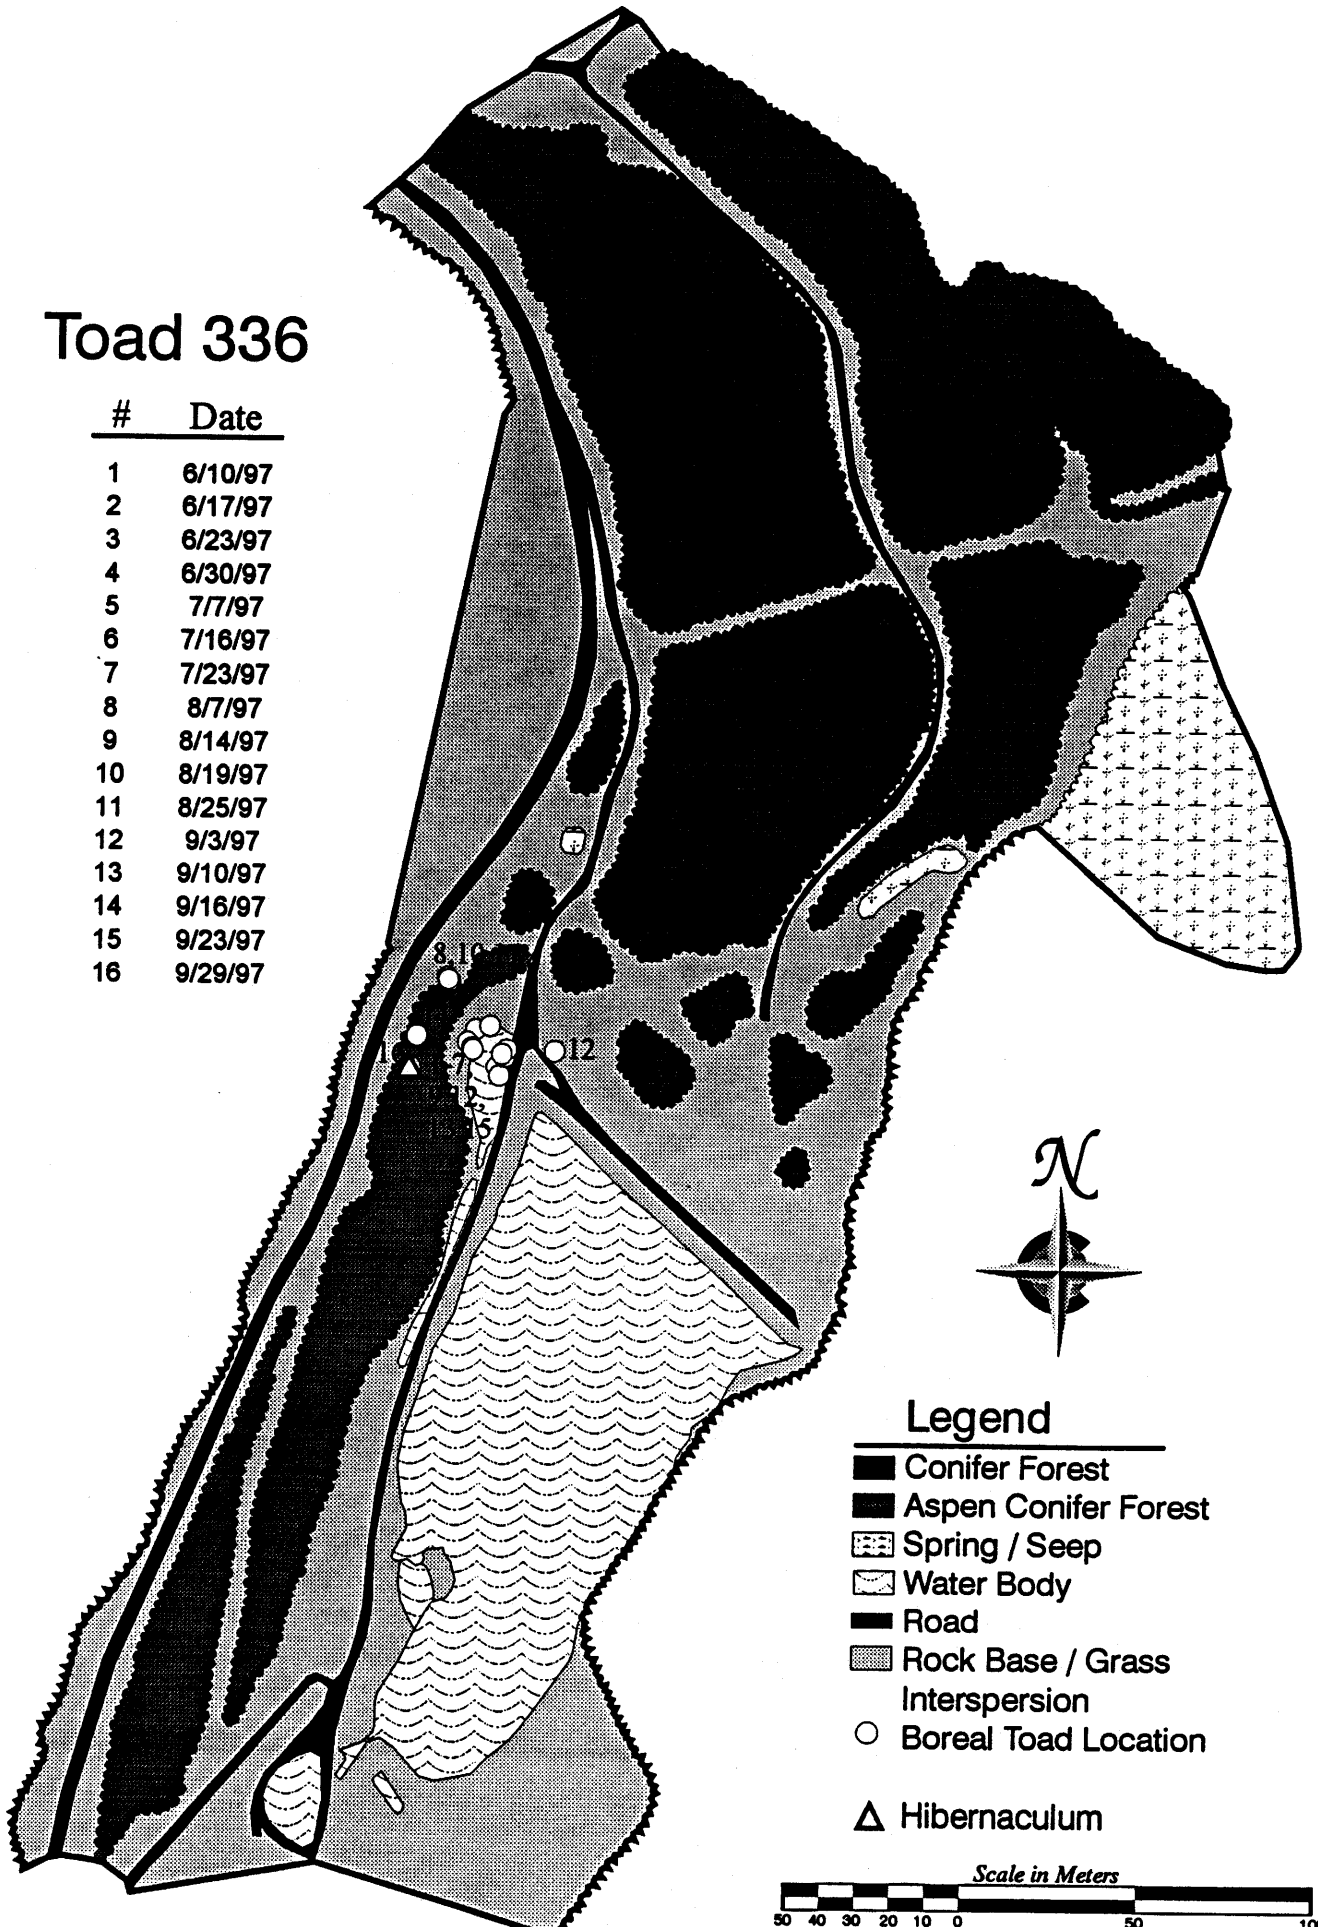 Toad 336
# Date
1 6/10/97
2 6/17/97
3 6/23/97
4 6/30/97
5 7/7/97
6 7/16/97
7 7/23/97
8 8/7/97
9 8/14/97
10 8/19/97
11 8/25/97
12 9/3/97
13 9/10/97
14 9/16/97
15 9/23/97
16 9/29/97
12
7
N
Legend
Conifer Forest
Aspen Conifer Forest
Spring / Seep
Water Body
Road
Rock Base / Grass
Interspersion
Boreal Toad Location
Hibernaculum
Scale in Meters
50 40 30 20 10 0 50